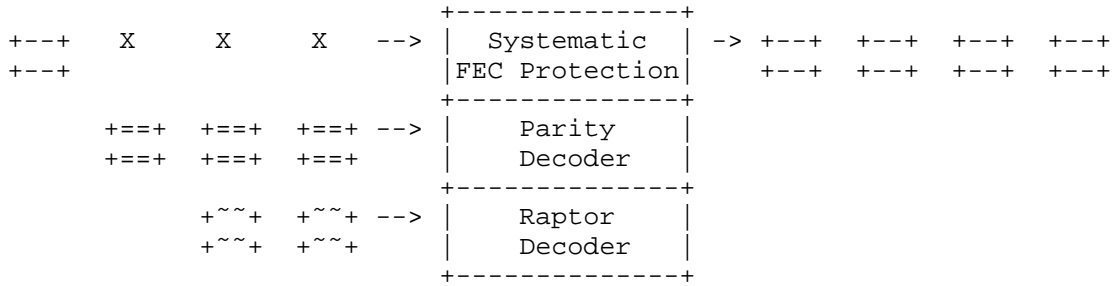 +--------------+
+--+   X     X     X   --> |  Systematic  | -> +--+  +--+  +--+  +--+
+--+                       |FEC Protection|    +--+  +--+  +--+  +--+
                           +--------------+
      +==+  +==+  +==+ --> |    Parity    |
      +==+  +==+  +==+     |    Decoder   |
                           +--------------+
            +~~+  +~~+ --> |    Raptor    |
            +~~+  +~~+     |    Decoder   |
                           +--------------+